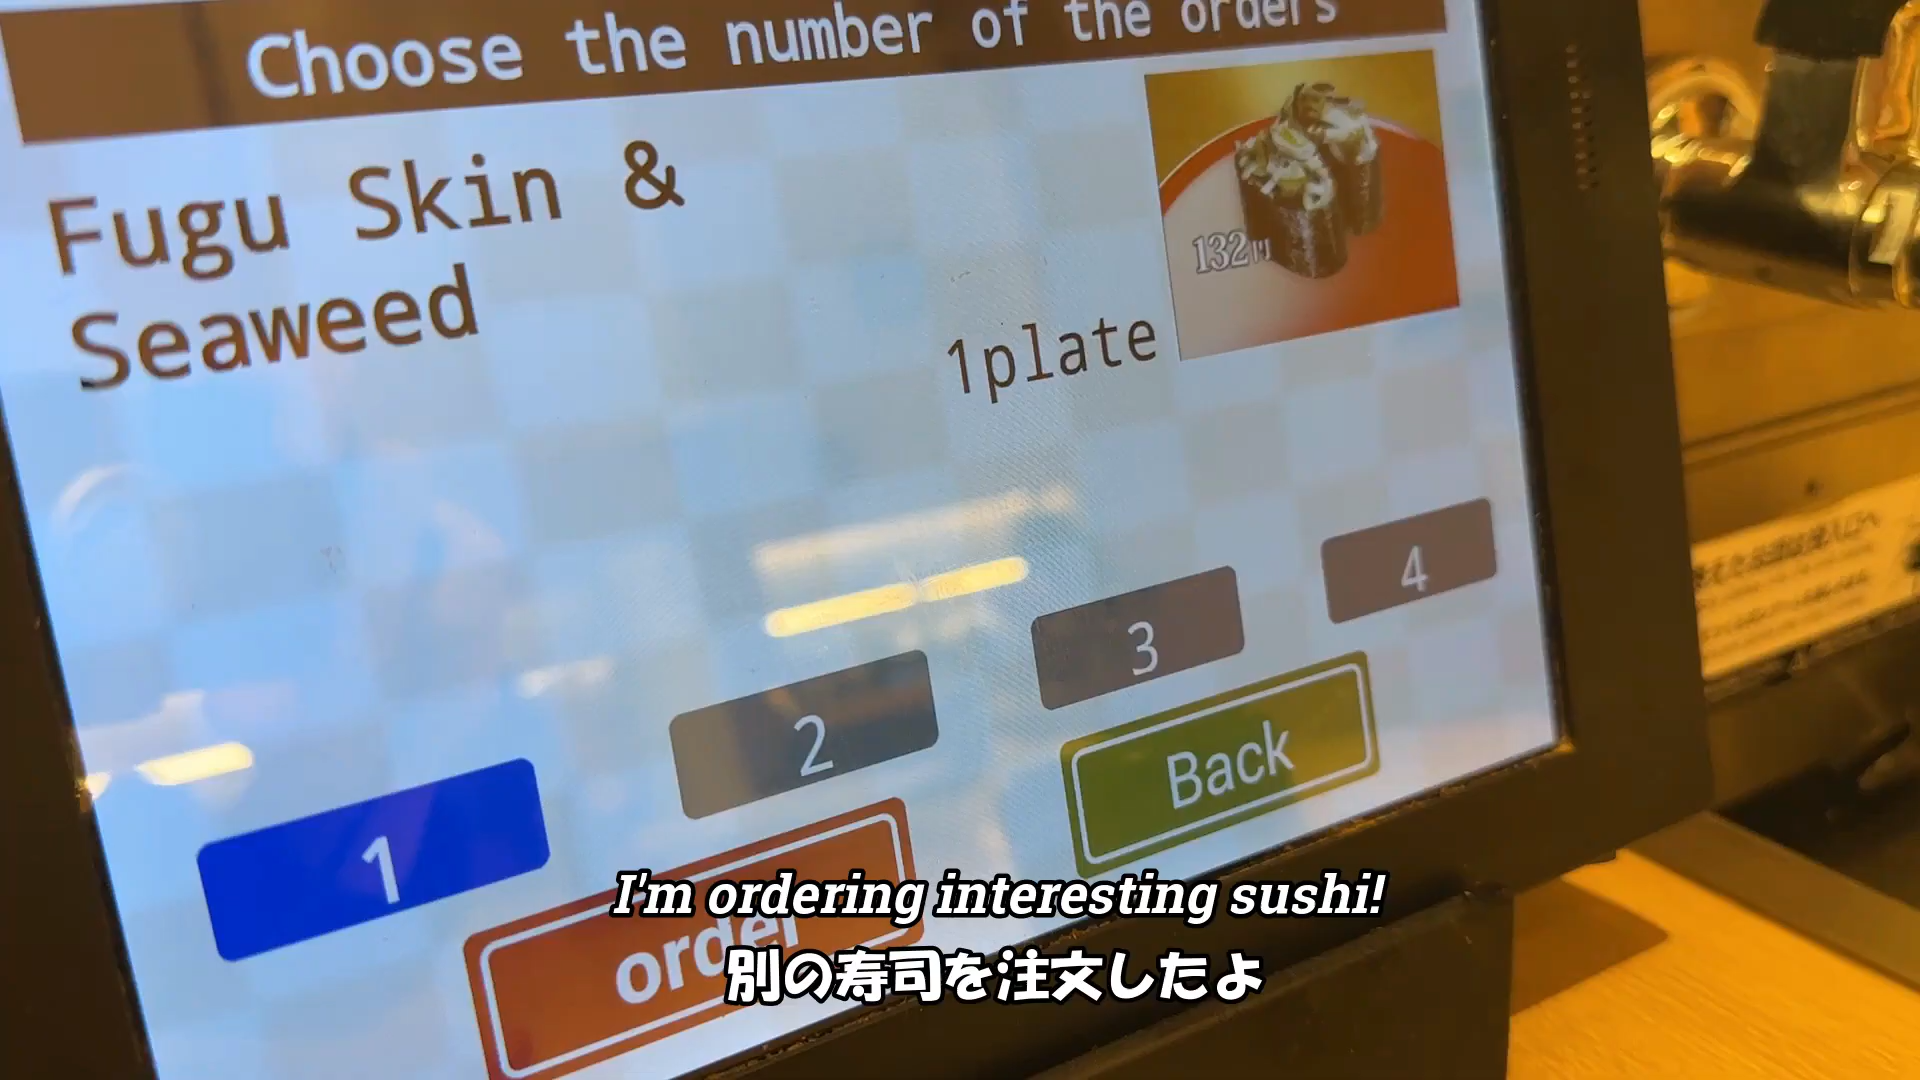 Choose the number of the orders
Fugu Skin &
Seaweed
132円
1plate
1
2
3
4
Back
order
I'm ordering interesting sushi!
別の寿司を注文したよ